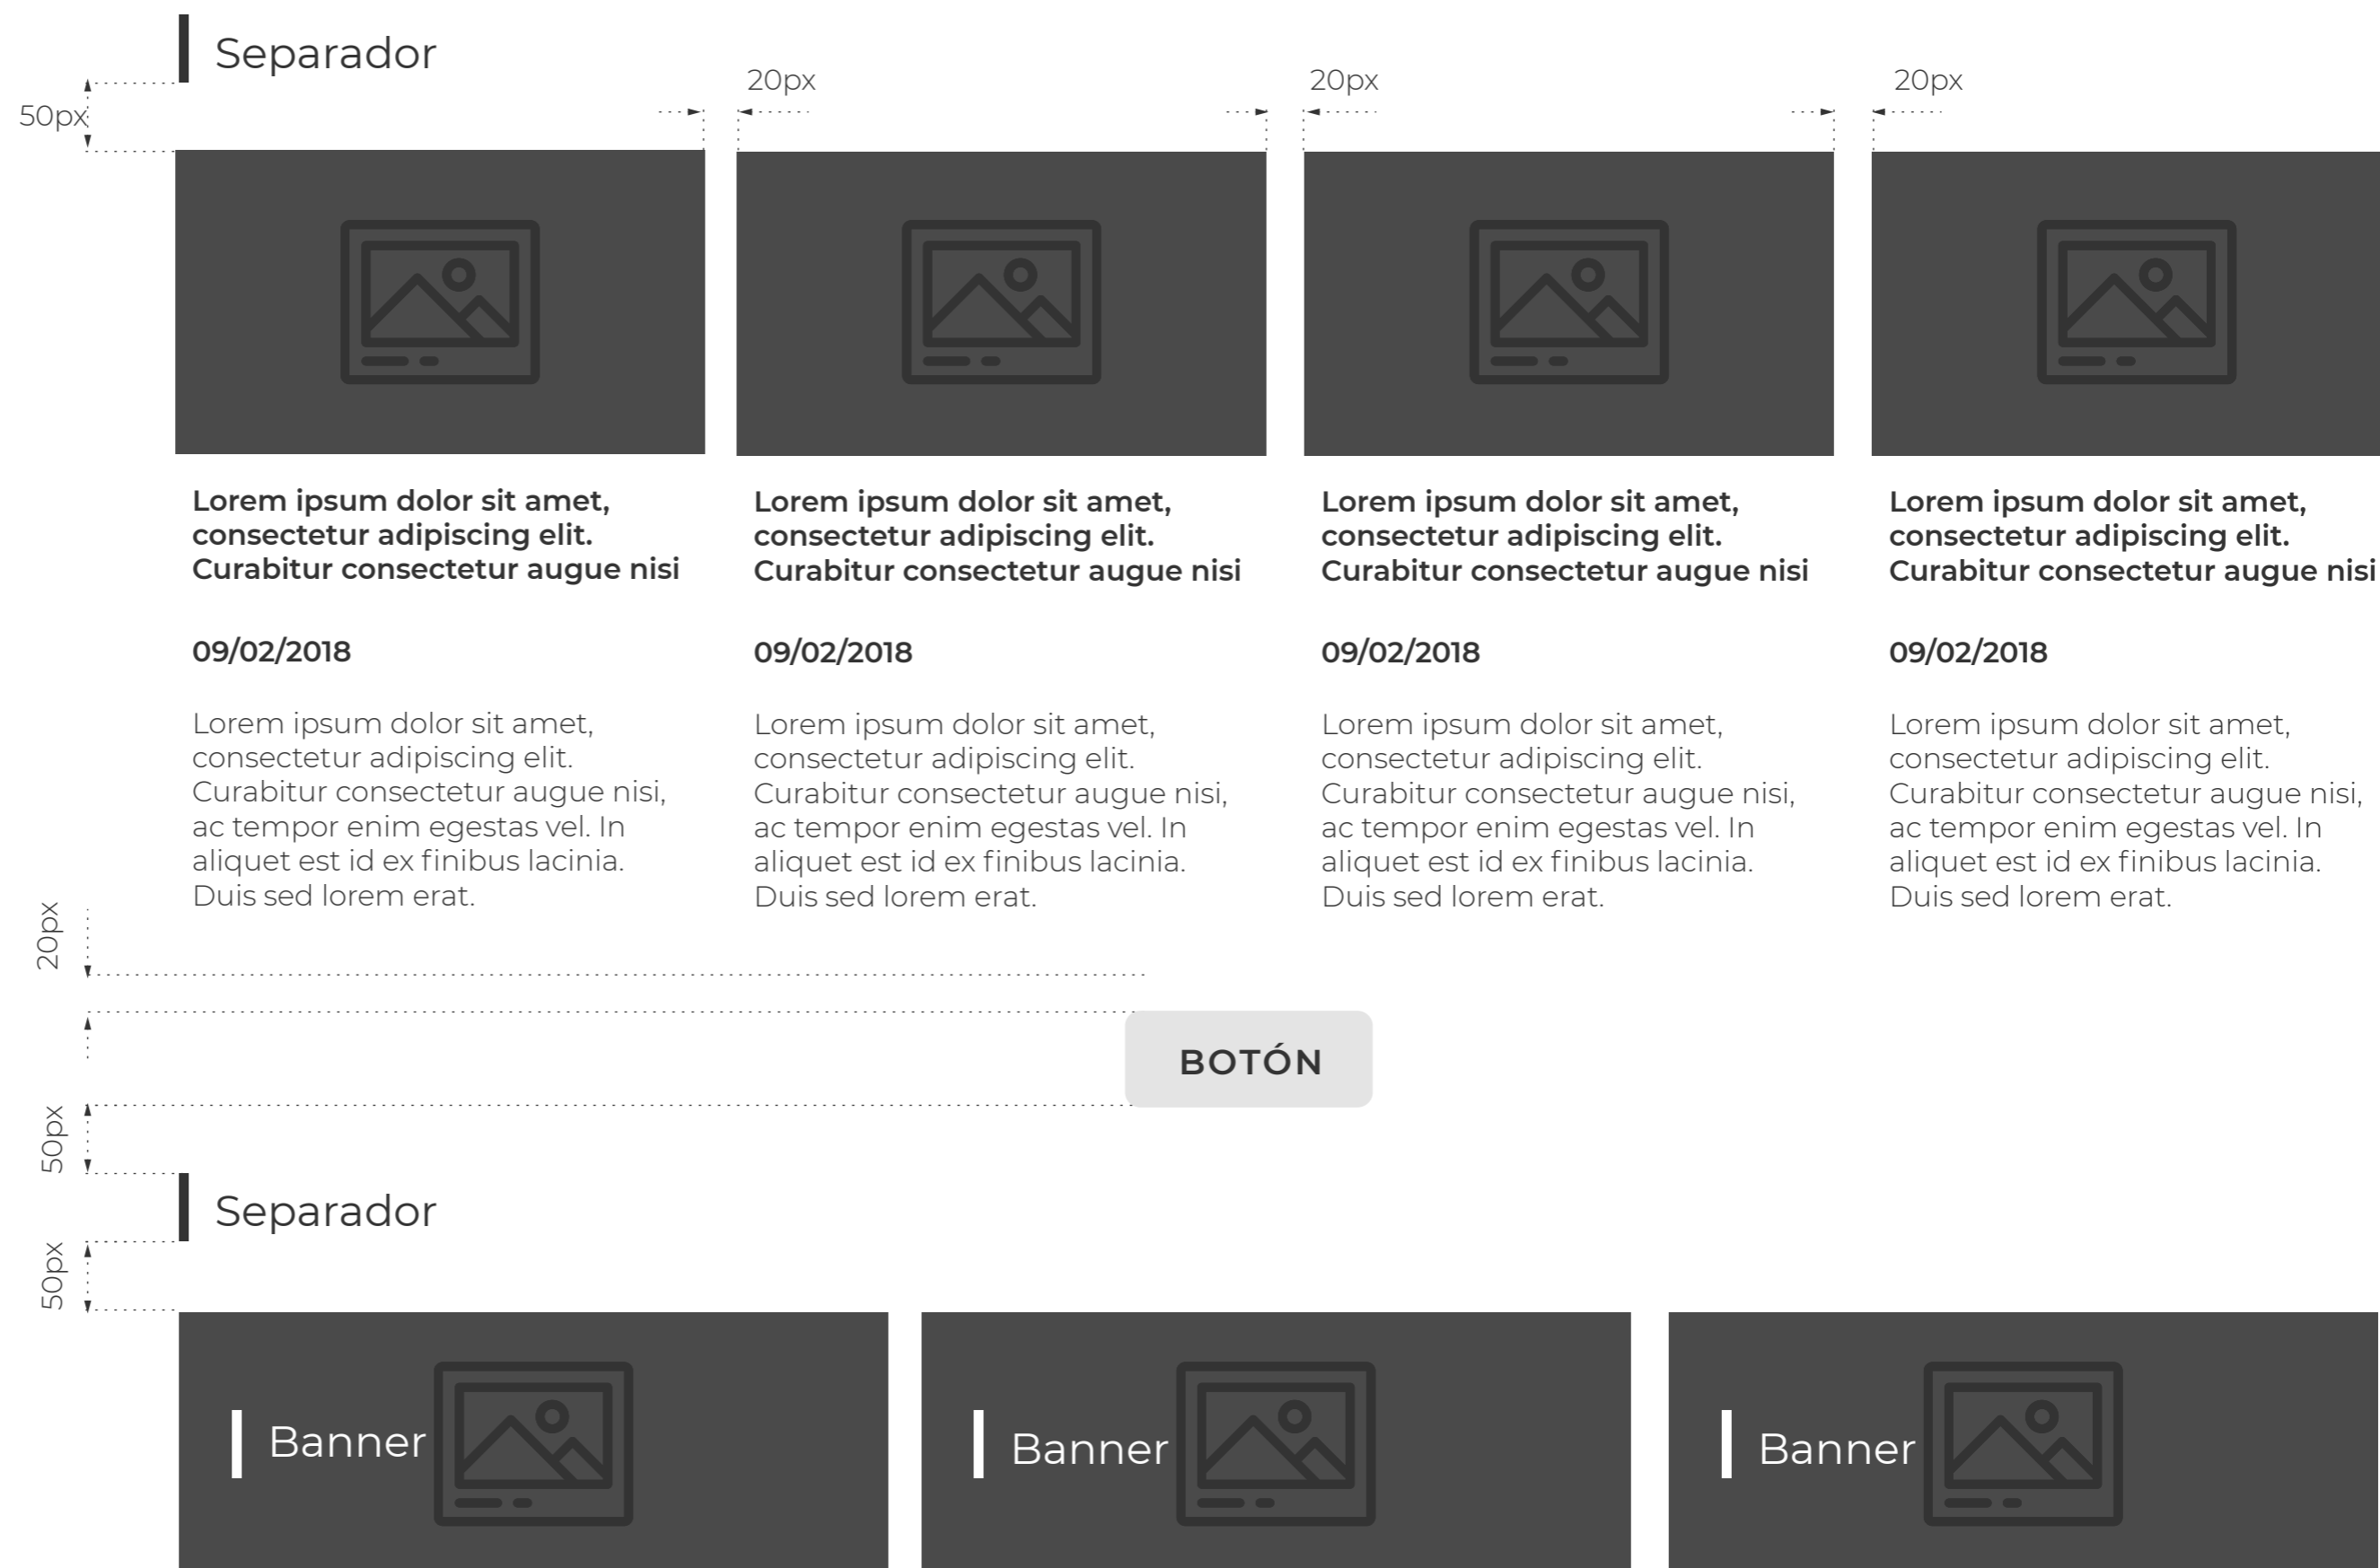 Separador
50px
20px
20px
20px
Lorem ipsum dolor sit amet,
consectetur adipiscing elit.
Curabitur consectetur augue nisi
09/02/2018
Lorem ipsum dolor sit amet,
consectetur adipiscing elit.
Curabitur consectetur augue nisi,
ac tempor enim egestas vel. In
aliquet est id ex finibus lacinia.
Duis sed lorem erat.
Lorem ipsum dolor sit amet,
consectetur adipiscing elit.
Curabitur consectetur augue nisi
09/02/2018
Lorem ipsum dolor sit amet,
consectetur adipiscing elit.
Curabitur consectetur augue nisi,
ac tempor enim egestas vel. In
aliquet est id ex finibus lacinia.
Duis sed lorem erat.
Lorem ipsum dolor sit amet,
consectetur adipiscing elit.
Curabitur consectetur augue nisi
09/02/2018
Lorem ipsum dolor sit amet,
consectetur adipiscing elit.
Curabitur consectetur augue nisi,
ac tempor enim egestas vel. In
aliquet est id ex finibus lacinia.
Duis sed lorem erat.
Lorem ipsum dolor sit amet,
consectetur adipiscing elit.
Curabitur consectetur augue nisi
09/02/2018
Lorem ipsum dolor sit amet,
consectetur adipiscing elit.
Curabitur consectetur augue nisi,
ac tempor enim egestas vel. In
aliquet est id ex finibus lacinia.
Duis sed lorem erat.
20px
BOTÓN
50px
Separador
50px
Banner
Banner
Banner